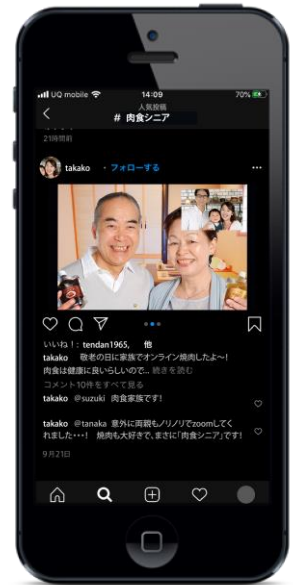 UQ mobile 14:09 70%
人気投稿
# 肉食シニア
21時間前
takako ・フォローする
いいね！: tendan1965, 他
takako 敬老の日に家族でオンライン焼肉したよ～!
肉食は健康に良いらしいので… 続きを読む
コメント10件をすべて見る
takako @suzuki 肉食家族です!
takako @tanaka 意外に両親もノリノリでzoomしてく
れました･･･! 焼肉も大好きで、まさに「肉食シニア」です!
9月21日